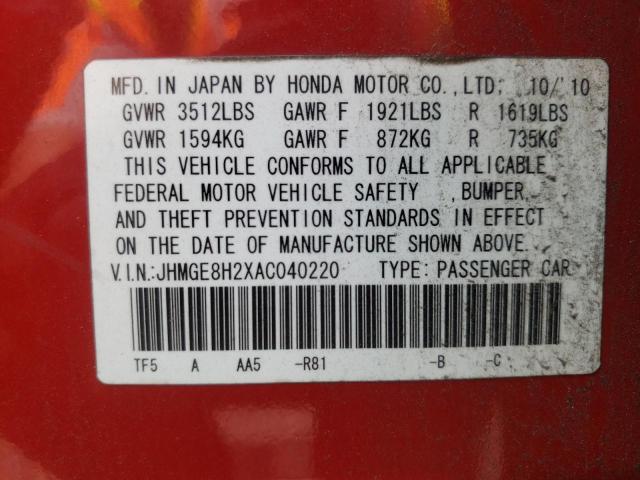 MFD. IN JAPAN BY HONDA MOTOR CO.,LTD. 10/'10
GVWR 3512LBS GAWR F 1921LBS R 1619LBS
GVWR 1594KG GAWR F 872KG R 735KG
THIS VEHICLE CONFORMS TO ALL APPLICABLE
FEDERAL MOTOR VEHICLE SAFETY ,BUMPER,
AND THEFT PREVENTION STANDARDS IN EFFECT
ON THE DATE OF MANUFACTURE SHOWN ABOVE.
V.I.N.:JHMGE8H2XAC040220 TYPE: PASSENGER CAR
TF5 A AA5 -R81 -B -C